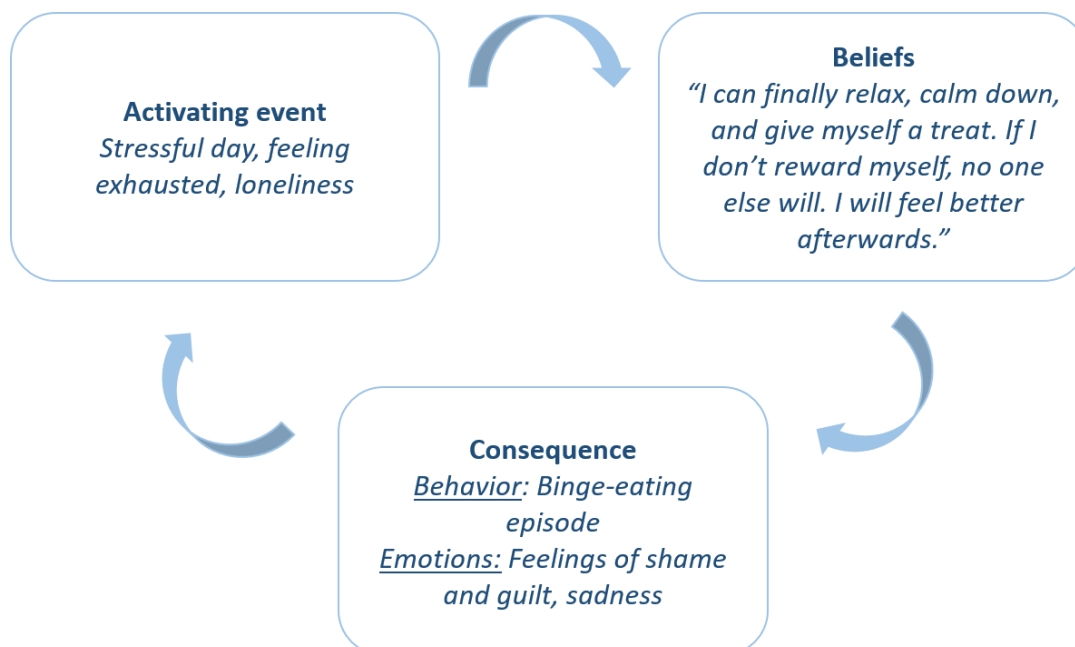 Activating event
Stressful day, feeling
exhausted, loneliness
Beliefs
“I can finally relax, calm down,
and give myself a treat. If I
don’t reward myself, no one
else will. I will feel better
afterwards.”
Consequence
Behavior: Binge-eating
episode
Emotions: Feelings of shame
and guilt, sadness